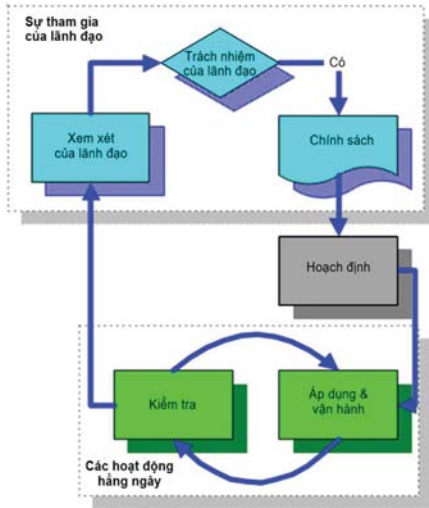 Sự tham gia
của lãnh đạo
Trách nhiệm
của lãnh đạo
Có
Xem xét
của lãnh đạo
Chính sách
Hoạch định
Kiểm tra
Áp dụng &
vận hành
Các hoạt động
hằng ngày